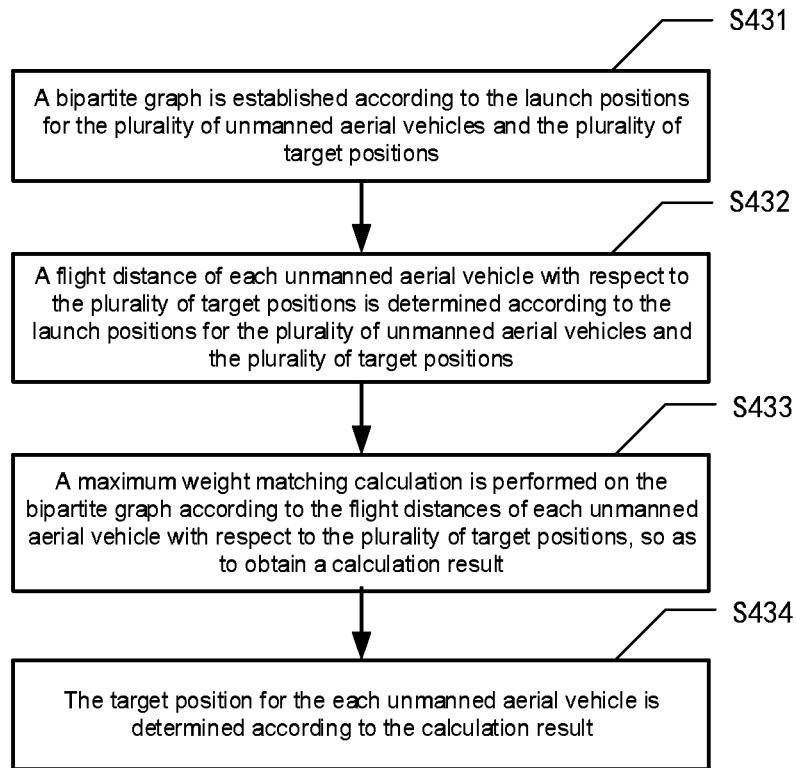 S431
A bipartite graph is established according to the launch positions
for the plurality of unmanned aerial vehicles and the plurality of
target positions
S432
A flight distance of each unmanned aerial vehicle with respect to
the plurality of target positions is determined according to the
launch positions for the plurality of unmanned aerial vehicles and
the plurality of target positions
S433
A maximum weight matching calculation is performed on the
bipartite graph according to the flight distances of each unmanned
aerial vehicle with respect to the plurality of target positions, so as
to obtain a calculation result
S434
The target position for the each unmanned aerial vehicle is
determined according to the calculation result